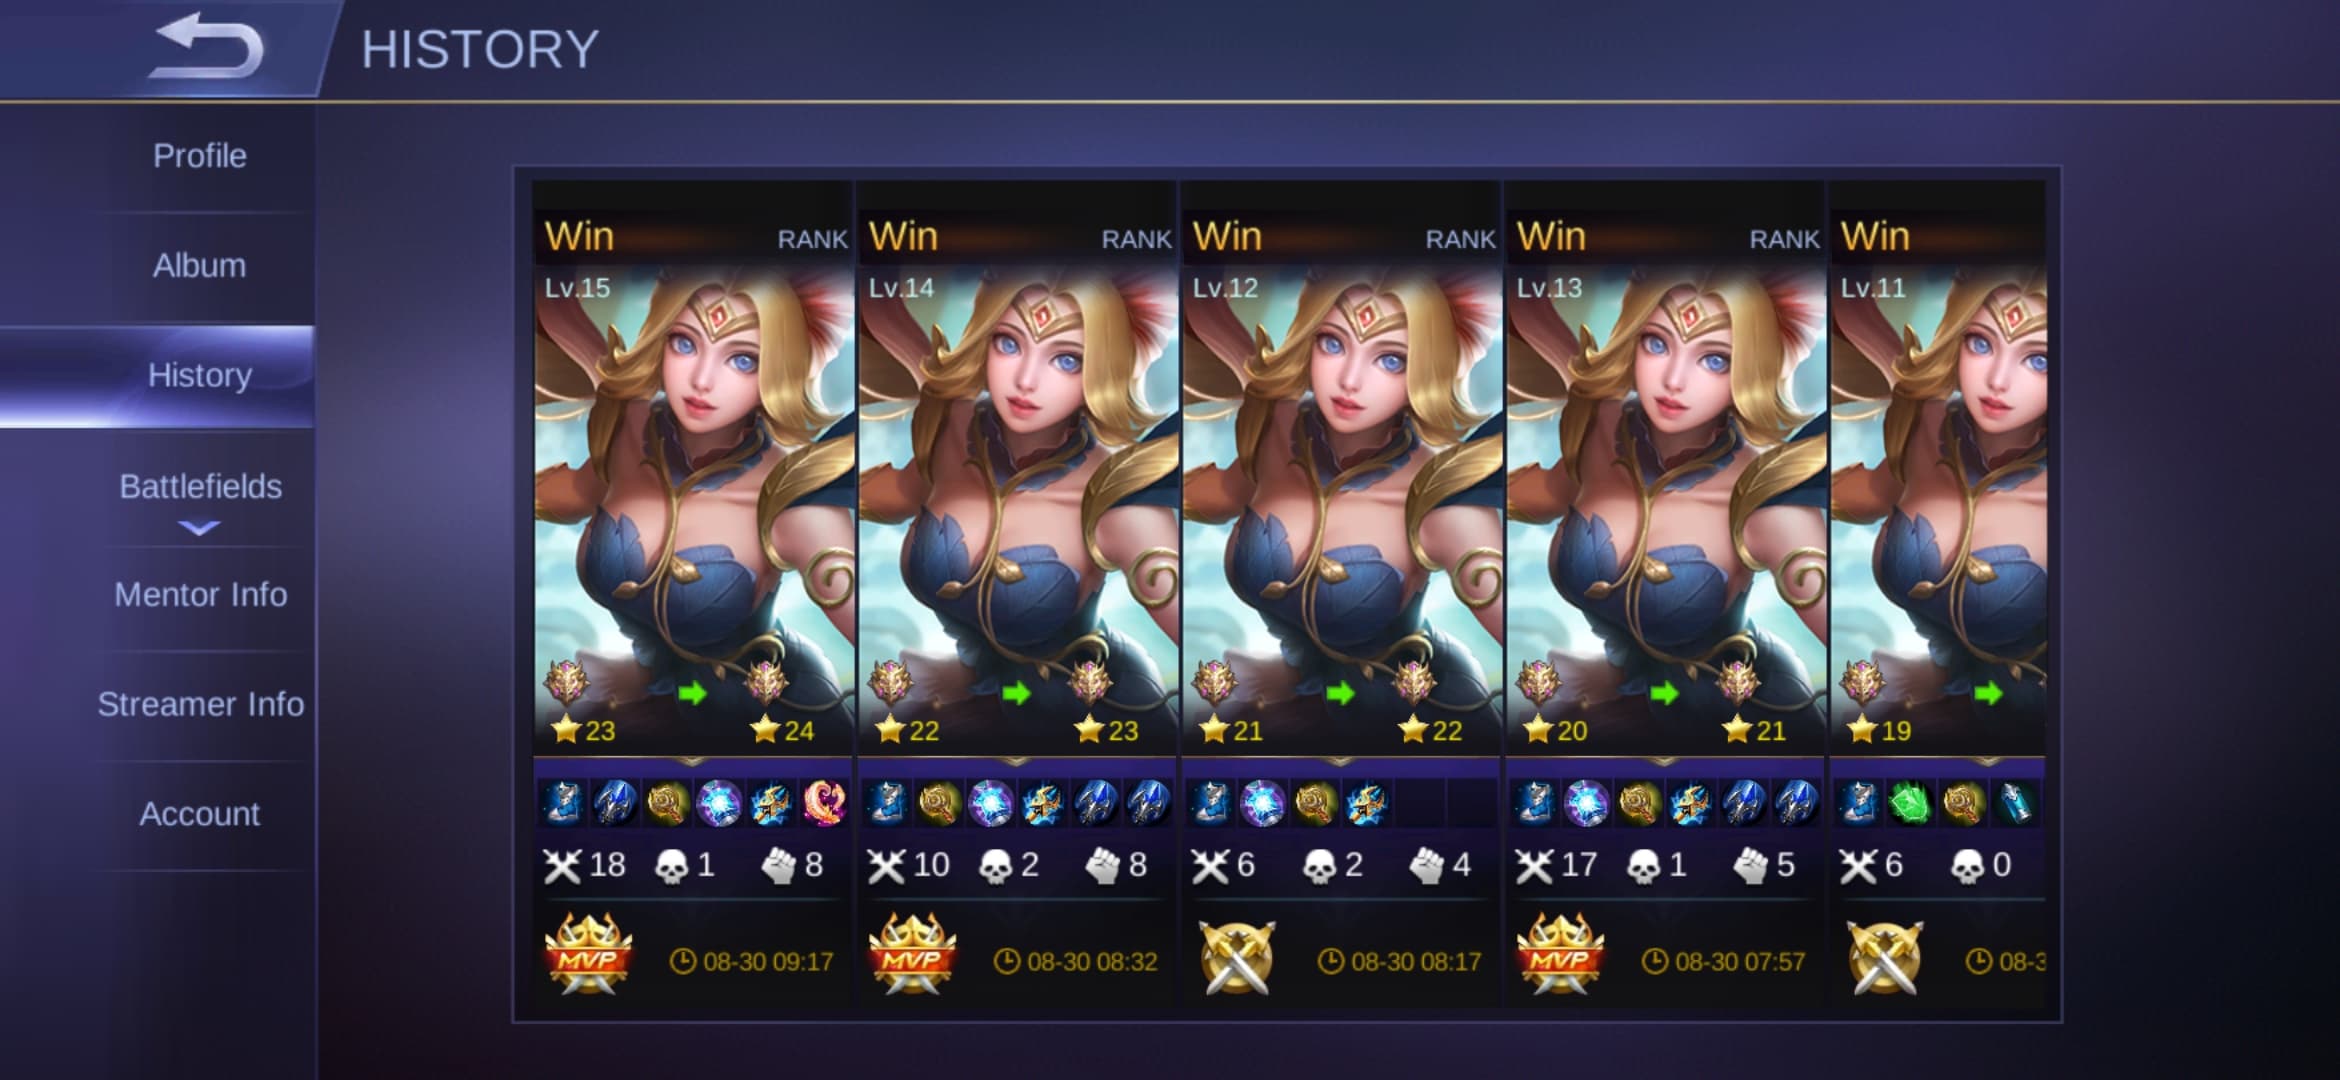 HISTORY
Profile
Album
History
Battlefields
Mentor Info
Streamer Info
Account
Win RANK
Lv.15
23 24
18 1 8
MVP 08-30 09:17
Win RANK
Lv.14
22 23
10 2 8
MVP 08-30 08:32
Win RANK
Lv.12
21 22
6 2 4
08-30 08:17
Win RANK
Lv.13
20 21
17 1 5
MVP 08-30 07:57
Win
Lv.11
19
6 0
08-3